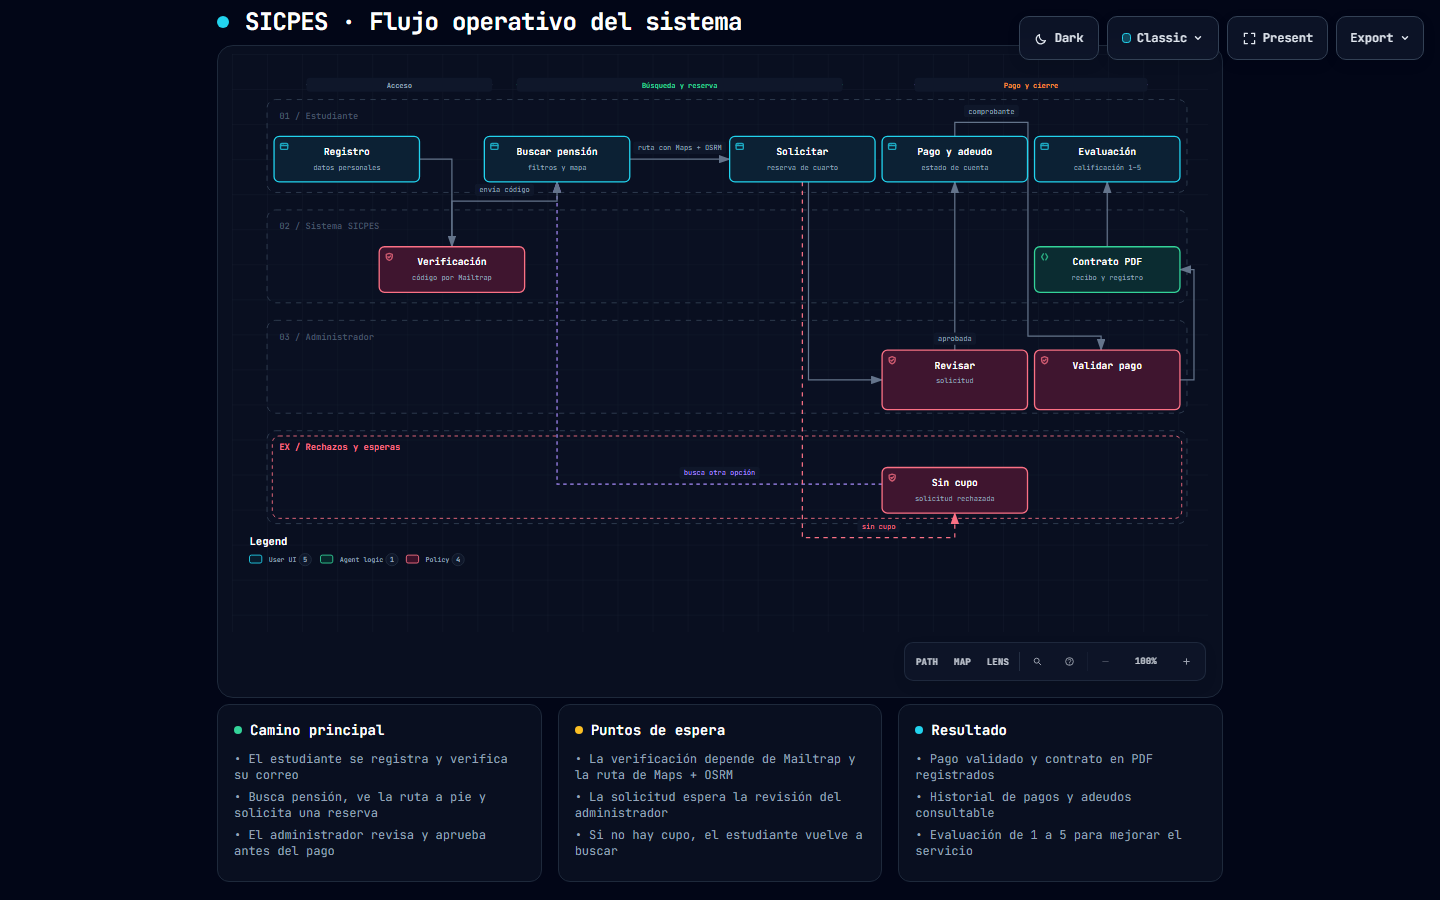 SICPES · Flujo operativo del sistema
Dark
Classic
Present
Export
Acceso
Búsqueda y reserva
Pago y cierre
comprobante
01 / Estudiante
Registro
datos personales
Buscar pensión
filtros y mapa
ruta con Maps + OSRM
Solicitar
reserva de cuarto
Pago y adeudo
estado de cuenta
Evaluación
calificación 1–5
envía código
02 / Sistema SICPES
Verificación
código por Mailtrap
Contrato PDF
recibo y registro
03 / Administrador
aprobada
Revisar
solicitud
Validar pago
EX / Rechazos y esperas
busca otra opción
Sin cupo
solicitud rechazada
sin cupo
Legend
User UI 5
Agent logic 1
Policy 4
PATH
MAP
LENS
100%
Camino principal
• El estudiante se registra y verifica
su correo
• Busca pensión, ve la ruta a pie y
solicita una reserva
• El administrador revisa y aprueba
antes del pago
Puntos de espera
• La verificación depende de Mailtrap y
la ruta de Maps + OSRM
• La solicitud espera la revisión del
administrador
• Si no hay cupo, el estudiante vuelve a
buscar
Resultado
• Pago validado y contrato en PDF
registrados
• Historial de pagos y adeudos
consultable
• Evaluación de 1 a 5 para mejorar el
servicio